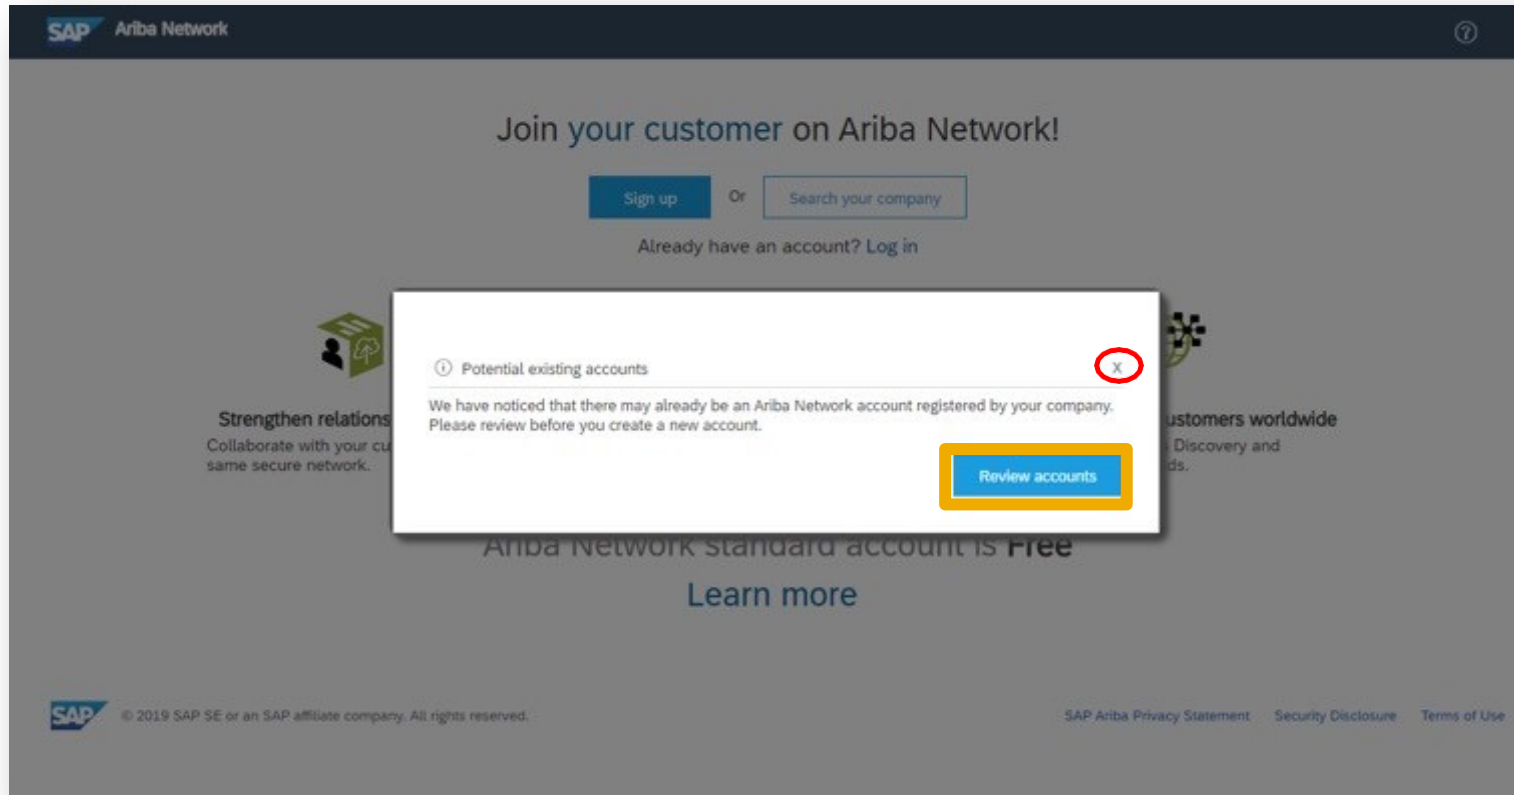 SAP Ariba Network
Join your customer on Ariba Network!
Sign up Or Search your company
Already have an account? Log in
Potential existing accounts X
We have noticed that there may already be an Ariba Network account registered by your company.
Please review before you create a new account.
Review accounts
Strengthen relations
Collaborate with your cu
same secure network.
ustomers worldwide
Discovery and
ds.
Ariba Network standard account is Free
Learn more
SAP © 2019 SAP SE or an SAP affiliate company. All rights reserved.
SAP Ariba Privacy Statement Security Disclosure Terms of Use